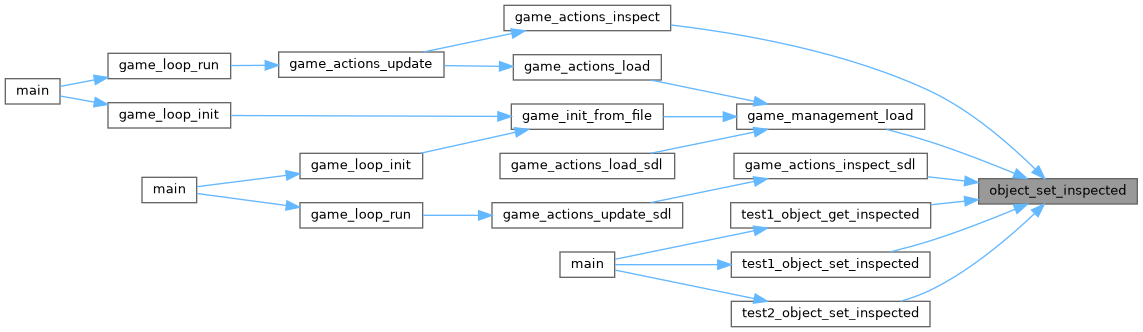 game_actions_inspect
game_loop_run
game_actions_update
game_actions_load
main
game_loop_init
game_init_from_file
game_management_load
game_loop_init
game_actions_load_sdl
game_actions_inspect_sdl
main
object_set_inspected
game_loop_run
game_actions_update_sdl
test1_object_get_inspected
main
test1_object_set_inspected
test2_object_set_inspected